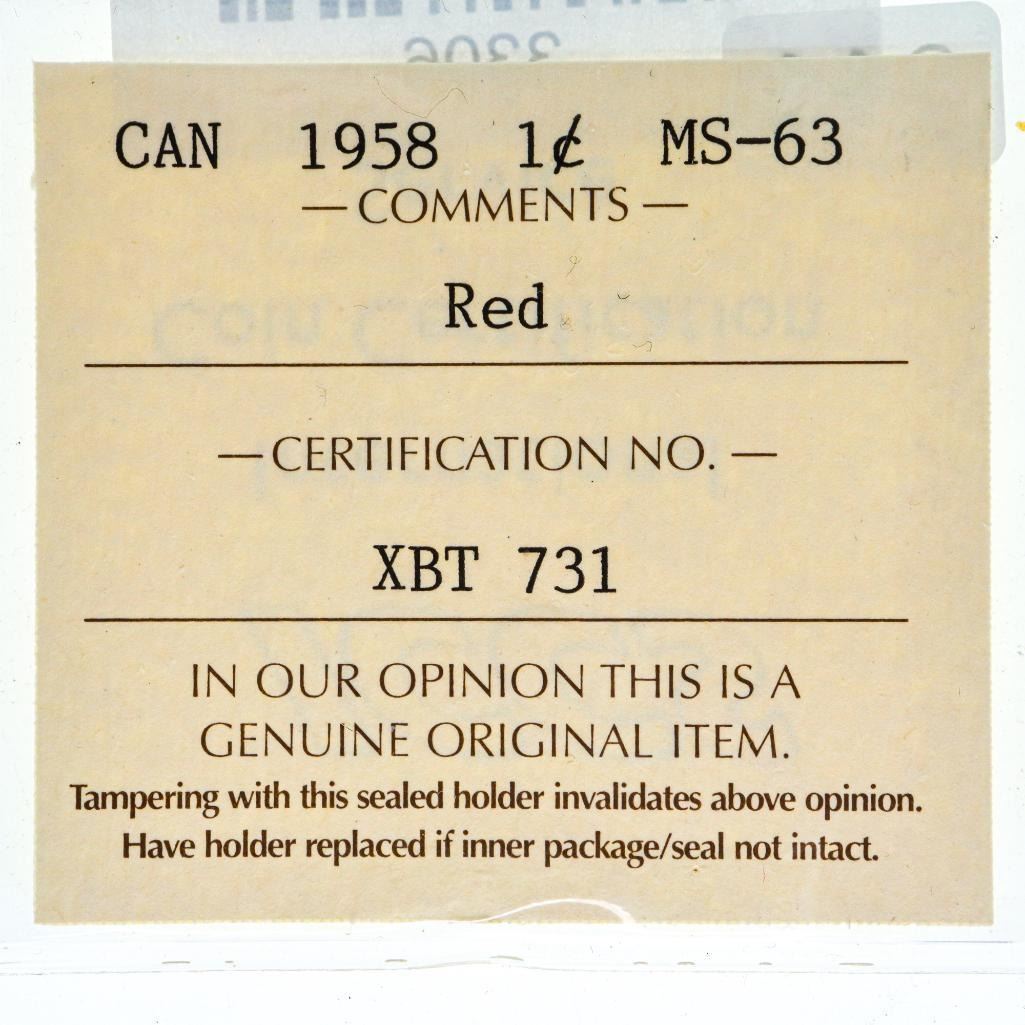 3306
CAN 1958 1¢ MS-63
— COMMENTS —
Red
— CERTIFICATION NO. —
XBT 731
IN OUR OPINION THIS IS A
GENUINE ORIGINAL ITEM.
Tampering with this sealed holder invalidates above opinion.
Have holder replaced if inner package/seal not intact.